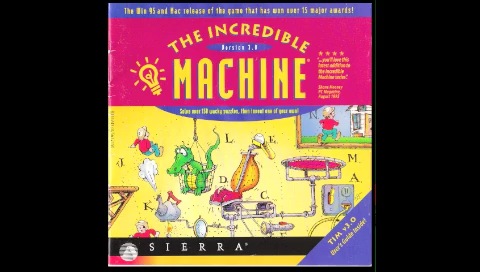 The Win 95 and Mac release of the game that has won over 15 major awards!
THE INCREDIBLE
Version 3.0
MACHINE
"...you'll love this
latest addition to
the Incredible
Machine series!
Solve over 150 wacky puzzles, then invent one of your own!
L.
E.
J.
K.
D.
C.
A
M
SIERRA
TIM v3.0
User's Guide Inside!